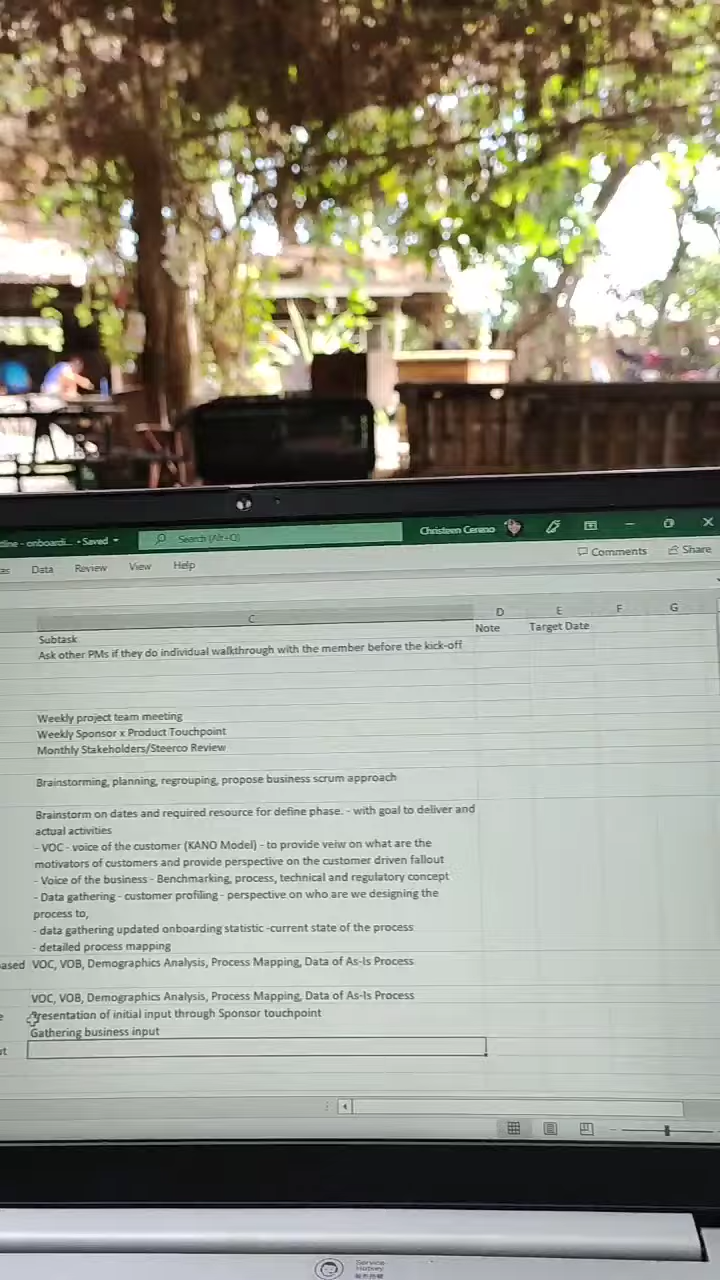 dline - onboardi... • Saved
Search (Alt+Q)
Christeen Cereno
as Data Review View Help
Comments Share
C D E F G
Subtask Note Target Date
Ask other PMs if they do individual walkthrough with the member before the kick-off
Weekly project team meeting
Weekly Sponsor x Product Touchpoint
Monthly Stakeholders/Steerco Review
Brainstorming, planning, regrouping, propose business scrum approach
Brainstorm on dates and required resource for define phase. - with goal to deliver and
actual activities
- VOC - voice of the customer (KANO Model) - to provide veiw on what are the
motivators of customers and provide perspective on the customer driven fallout
- Voice of the business - Benchmarking, process, technical and regulatory concept
- Data gathering - customer profiling - perspective on who are we designing the
process to,
- data gathering updated onboarding statistic -current state of the process
- detailed process mapping
ased VOC, VOB, Demographics Analysis, Process Mapping, Data of As-Is Process
VOC, VOB, Demographics Analysis, Process Mapping, Data of As-Is Process
e Presentation of initial input through Sponsor touchpoint
Gathering business input
ut
Service
Hotkey